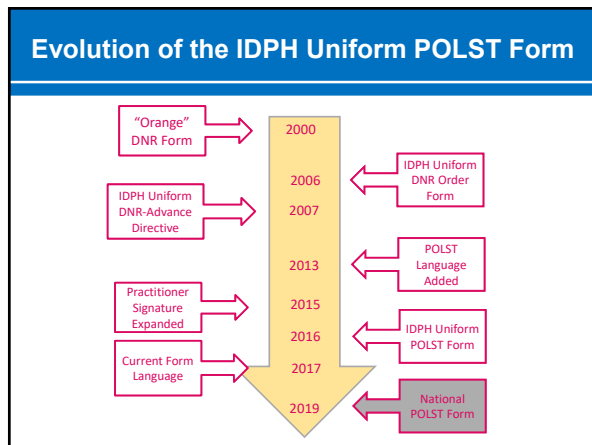 Evolution of the IDPH Uniform POLST Form
“Orange”
DNR Form
2000
2006
IDPH Uniform
DNR Order
Form
IDPH Uniform
DNR-Advance
Directive
2007
2013
POLST
Language
Added
Practitioner
Signature
Expanded
2015
2016
IDPH Uniform
POLST Form
Current Form
Language
2017
2019
National
POLST Form